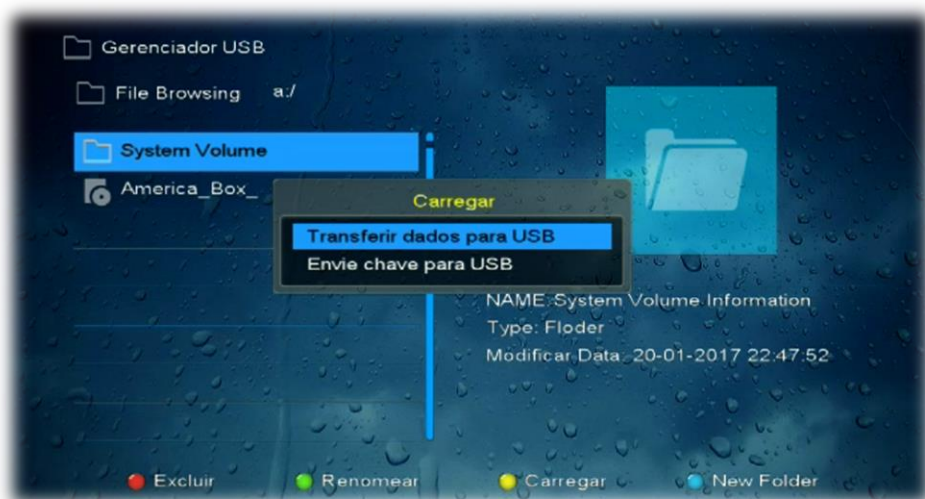 Gerenciador USB
File Browsing a:/
System Volume
America_Box_
Carregar
Transferir dados para USB
Envie chave para USB
NAME:System Volume Information
Type: Floder
Modificar Data: 20-01-2017 22:47:52
Excluir Renomear Carregar New Folder